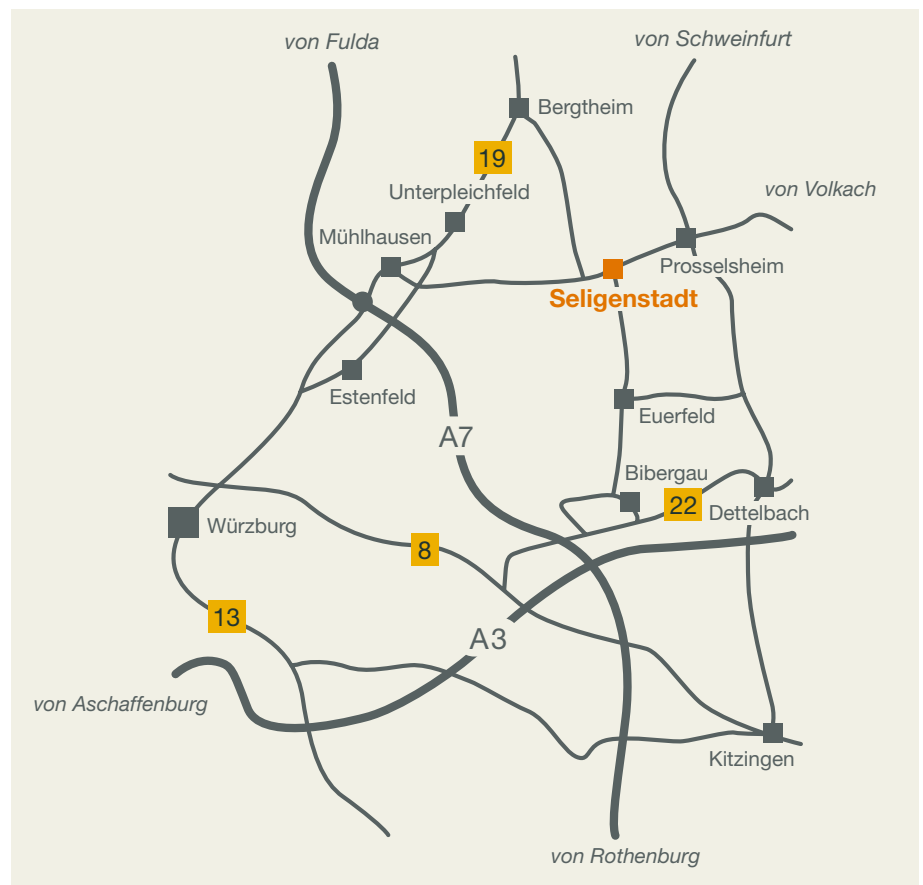 von Fulda
von Schweinfurt
Bergtheim
19
Unterpleichfeld
von Volkach
Mühlhausen
Prosselsheim
Seligenstadt
Estenfeld
Euerfeld
A7
Bibergau
22
Dettelbach
Würzburg
8
13
A3
von Aschaffenburg
Kitzingen
von Rothenburg